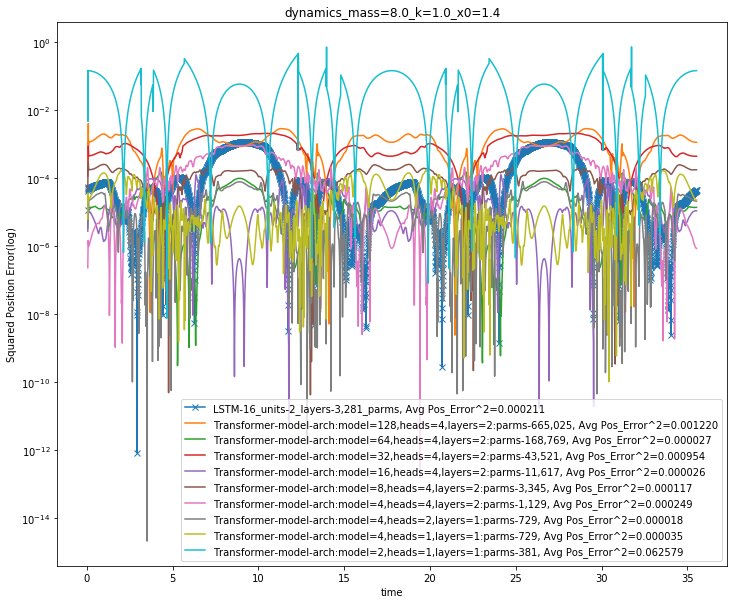 dynamics_mass=8.0_k=1.0_x0=1.4
Squared Position Error(log)
10^0
10^-2
10^-4
10^-6
10^-8
10^-10
10^-12
10^-14
LSTM-16_units-2_layers-3,281_parms, Avg Pos_Error^2=0.000211
Transformer-model-arch:model=128,heads=4,layers=2:parms-665,025, Avg Pos_Error^2=0.001220
Transformer-model-arch:model=64,heads=4,layers=2:parms-168,769, Avg Pos_Error^2=0.000027
Transformer-model-arch:model=32,heads=4,layers=2:parms-43,521, Avg Pos_Error^2=0.000954
Transformer-model-arch:model=16,heads=4,layers=2:parms-11,617, Avg Pos_Error^2=0.000026
Transformer-model-arch:model=8,heads=4,layers=2:parms-3,345, Avg Pos_Error^2=0.000117
Transformer-model-arch:model=4,heads=4,layers=2:parms-1,129, Avg Pos_Error^2=0.000249
Transformer-model-arch:model=4,heads=2,layers=1:parms-729, Avg Pos_Error^2=0.000018
Transformer-model-arch:model=4,heads=1,layers=1:parms-729, Avg Pos_Error^2=0.000035
Transformer-model-arch:model=2,heads=1,layers=1:parms-381, Avg Pos_Error^2=0.062579
0 5 10 15 20 25 30 35
time